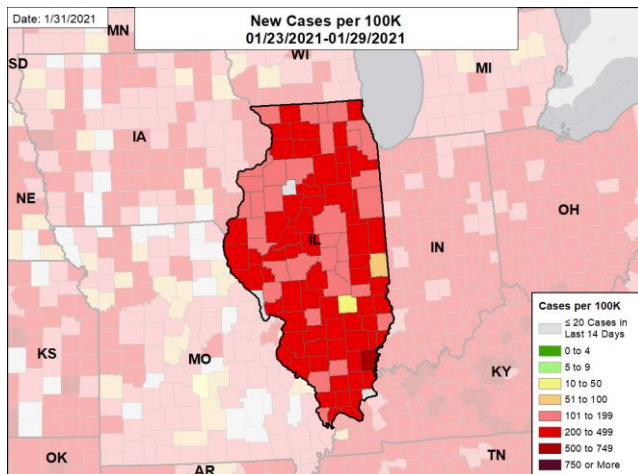 Date: 1/31/2021
New Cases per 100K
01/23/2021-01/29/2021
MN
SD
WI
MI
IA
NE
IL
IN
OH
KS
MO
KY
OK
AR
TN
Cases per 100K
≤ 20 Cases in
Last 14 Days
0 to 4
5 to 9
10 to 50
51 to 100
101 to 199
200 to 499
500 to 749
750 or More